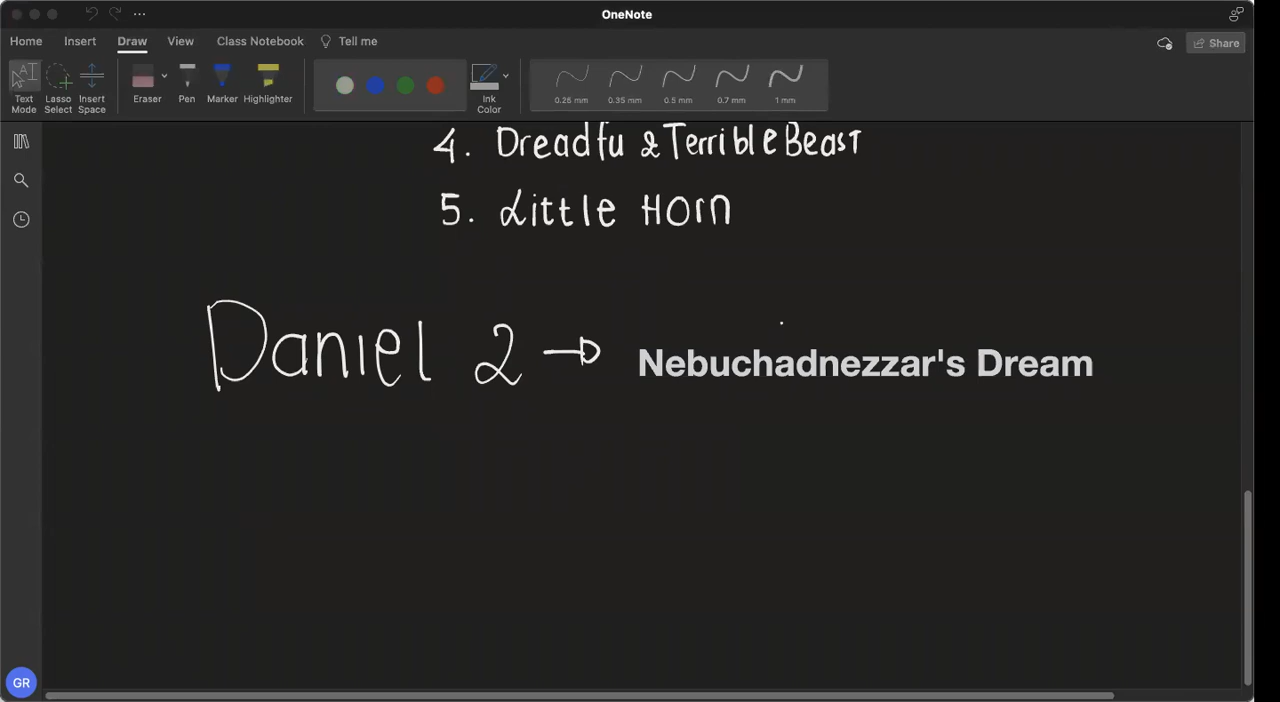 OneNote
Home Insert Draw View Class Notebook Tell me
Share
Text Mode
Lasso Select
Insert Space
Eraser
Pen
Marker
Highlighter
Ink Color
0.25 mm 0.35 mm 0.5 mm 0.7 mm 1 mm
4. Dreadfu & Terrible Beast
5. Little Horn
Daniel 2 → Nebuchadnezzar's Dream
GR